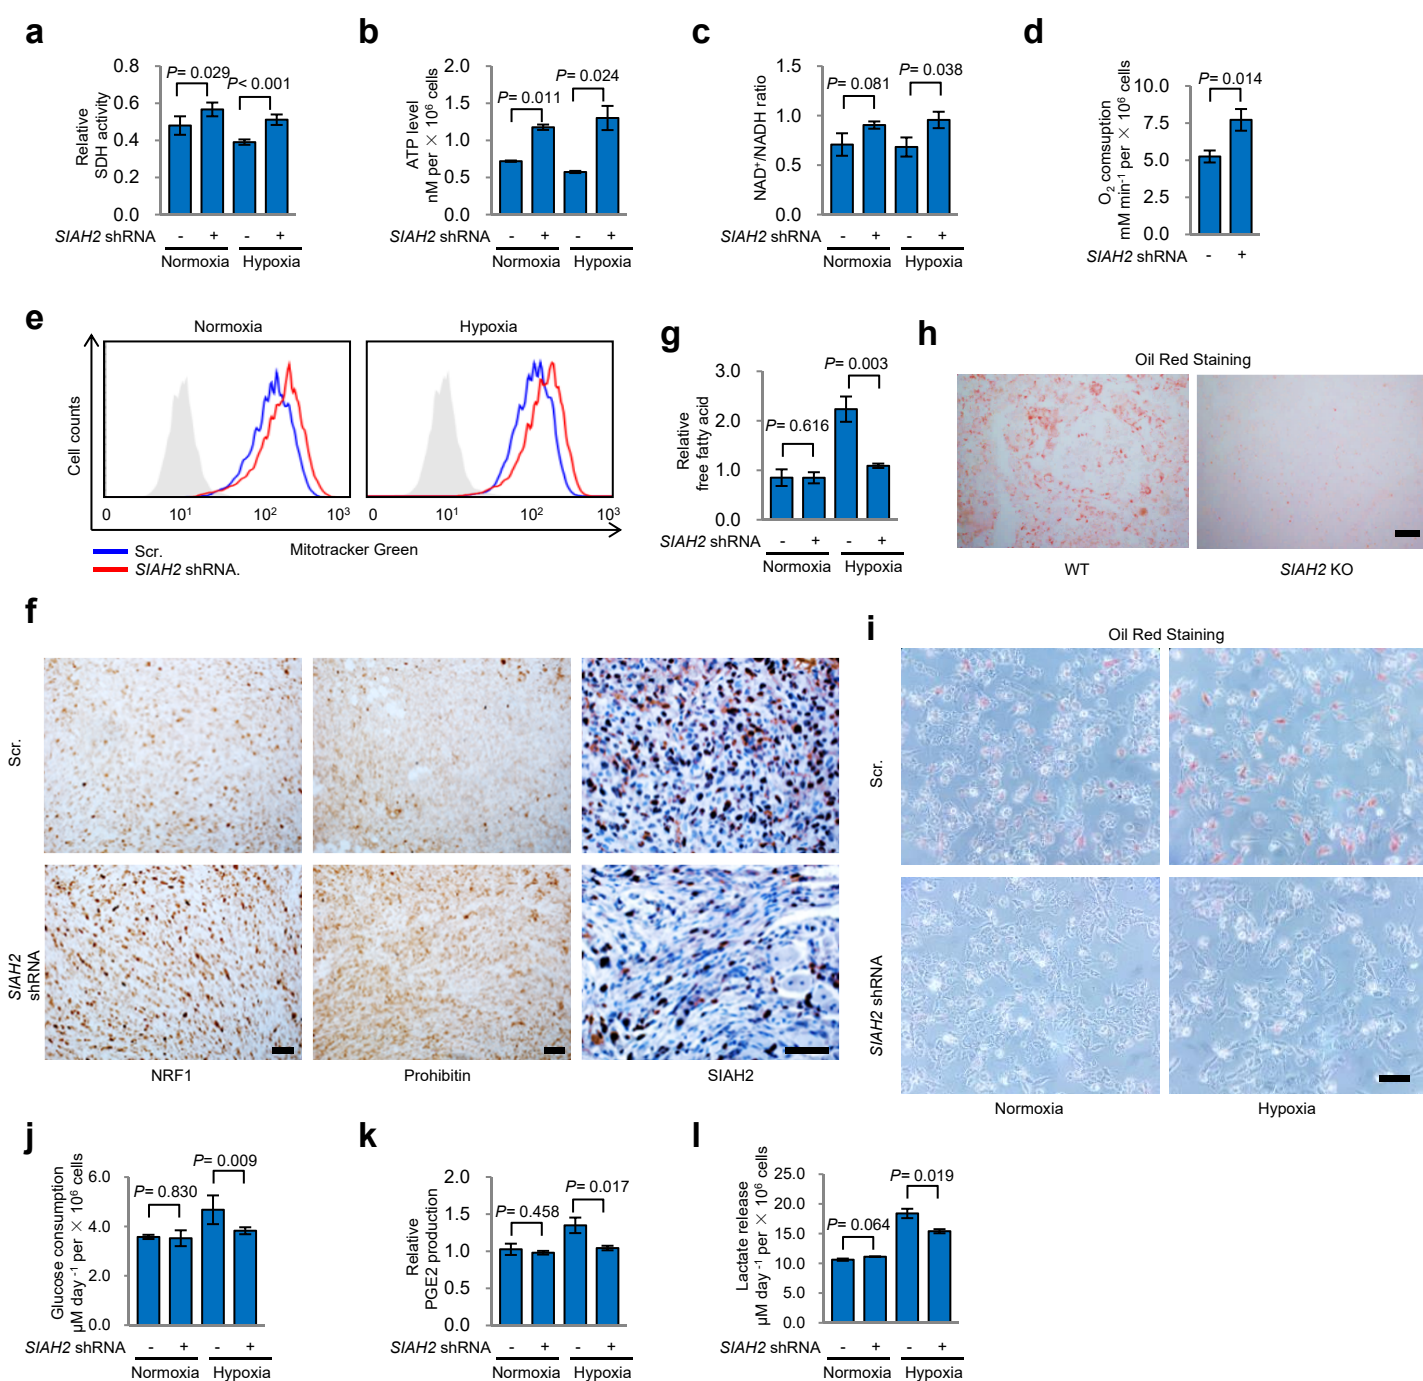 a
Relative
SDH activity
0.8
0.6
0.4
0.2
0.0
P= 0.029
P< 0.001
SIAH2 shRNA - + - +
Normoxia Hypoxia
b
ATP level
nM per × 10⁶ cells
2.0
1.5
1.0
0.5
0.0
P= 0.011
P= 0.024
SIAH2 shRNA - + - +
Normoxia Hypoxia
c
NAD⁺/NADH ratio
1.5
1.0
0.5
0.0
P= 0.081
P= 0.038
SIAH2 shRNA - + - +
Normoxia Hypoxia
d
O₂ comsuption
mM min⁻¹ per × 10⁶ cells
10.0
7.5
5.0
2.5
0.0
P= 0.014
SIAH2 shRNA - +
e
Normoxia Hypoxia
Cell counts
0 10¹ 10² 10³ 0 10¹ 10² 10³
Mitotracker Green
Scr.
SIAH2 shRNA.
g
Relative
free fatty acid
3.0
2.0
1.0
0.0
P= 0.616
P= 0.003
SIAH2 shRNA - + - +
Normoxia Hypoxia
h
Oil Red Staining
WT SIAH2 KO
f
Scr.
SIAH2
shRNA
NRF1 Prohibitin SIAH2
i
Oil Red Staining
Scr.
SIAH2 shRNA
Normoxia Hypoxia
j
Glucose consumption
µM day ⁻¹ per × 10⁶ cells
6.0
4.0
2.0
0.0
P= 0.830
P= 0.009
SIAH2 shRNA - + - +
Normoxia Hypoxia
k
Relative
PGE2 production
2.0
1.5
1.0
0.5
0.0
P= 0.458
P= 0.017
SIAH2 shRNA - + - +
Normoxia Hypoxia
l
Lactate release
µM day ⁻¹ per × 10⁶ cells
25.0
20.0
15.0
10.0
5.0
0.0
P= 0.064
P= 0.019
SIAH2 shRNA - + - +
Normoxia Hypoxia